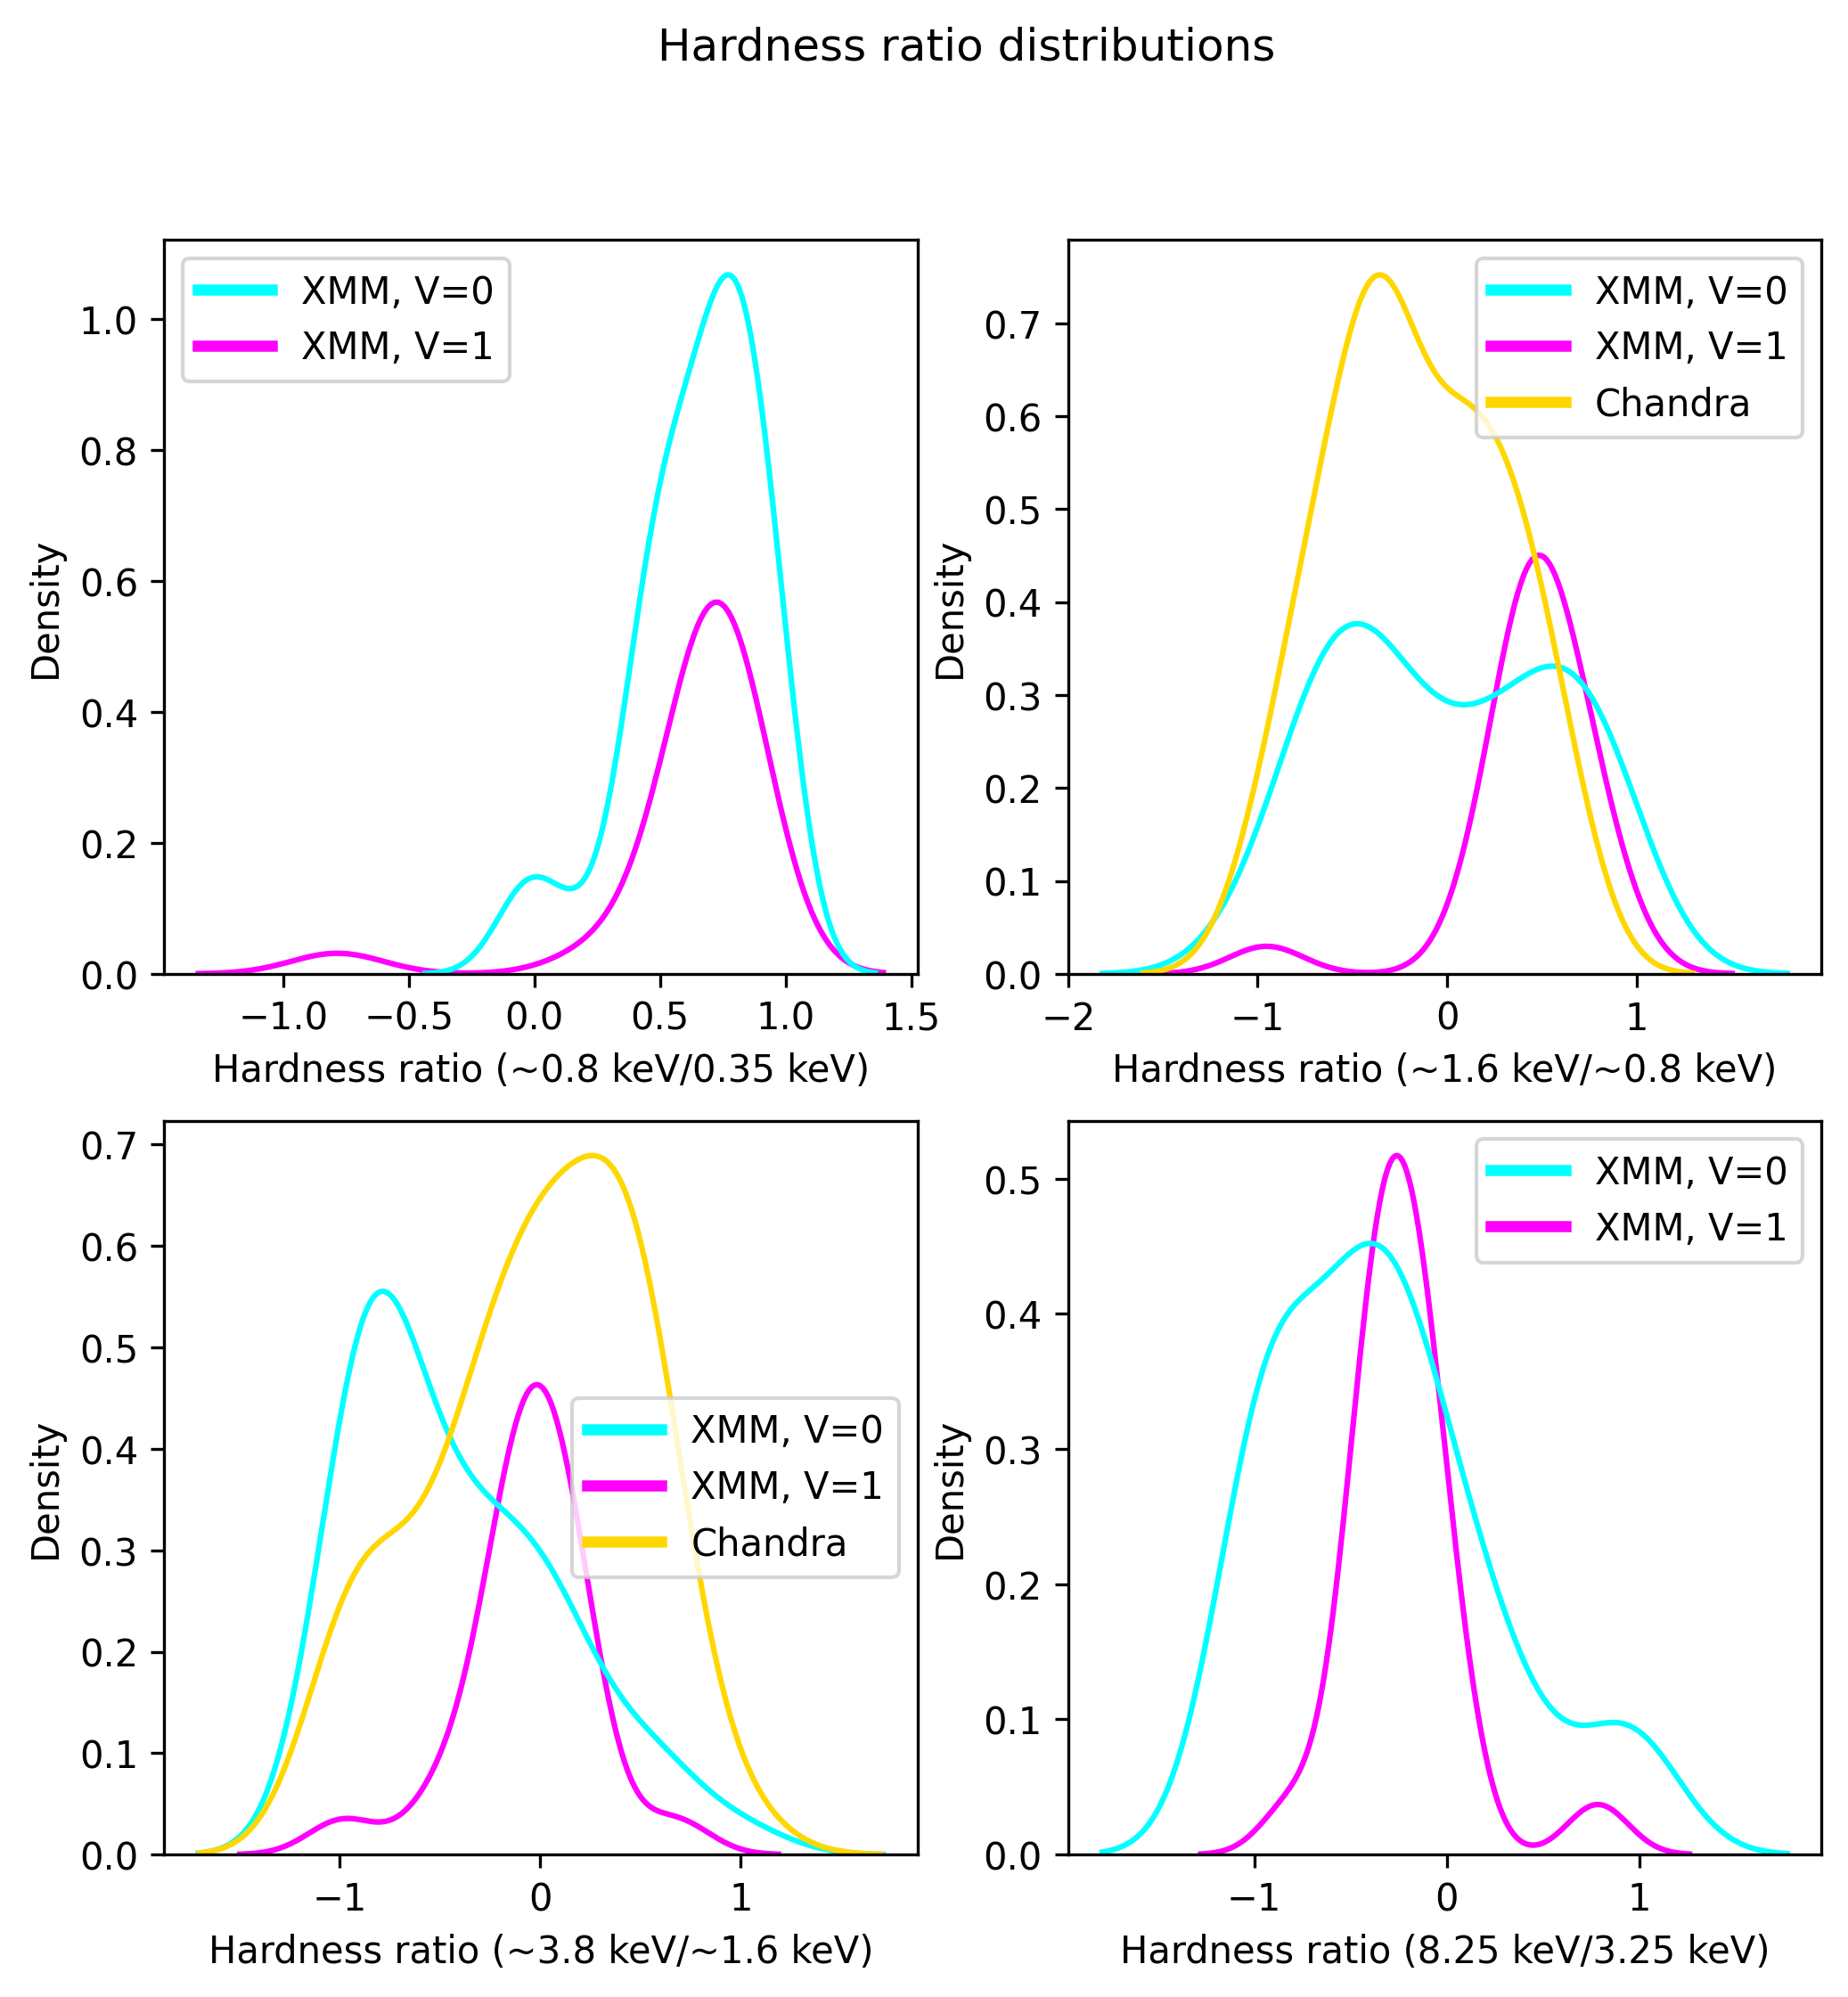 Hardness ratio distributions
XMM, V=0
XMM, V=1
Density
1.0
0.8
0.6
0.4
0.2
0.0
−1.0 −0.5 0.0 0.5 1.0 1.5
Hardness ratio (~0.8 keV/0.35 keV)
XMM, V=0
XMM, V=1
Chandra
Density
0.7
0.6
0.5
0.4
0.3
0.2
0.1
0.0
−2 −1 0 1
Hardness ratio (~1.6 keV/~0.8 keV)
XMM, V=0
XMM, V=1
Chandra
Density
0.7
0.6
0.5
0.4
0.3
0.2
0.1
0.0
−1 0 1
Hardness ratio (~3.8 keV/~1.6 keV)
XMM, V=0
XMM, V=1
Density
0.5
0.4
0.3
0.2
0.1
0.0
−1 0 1
Hardness ratio (8.25 keV/3.25 keV)